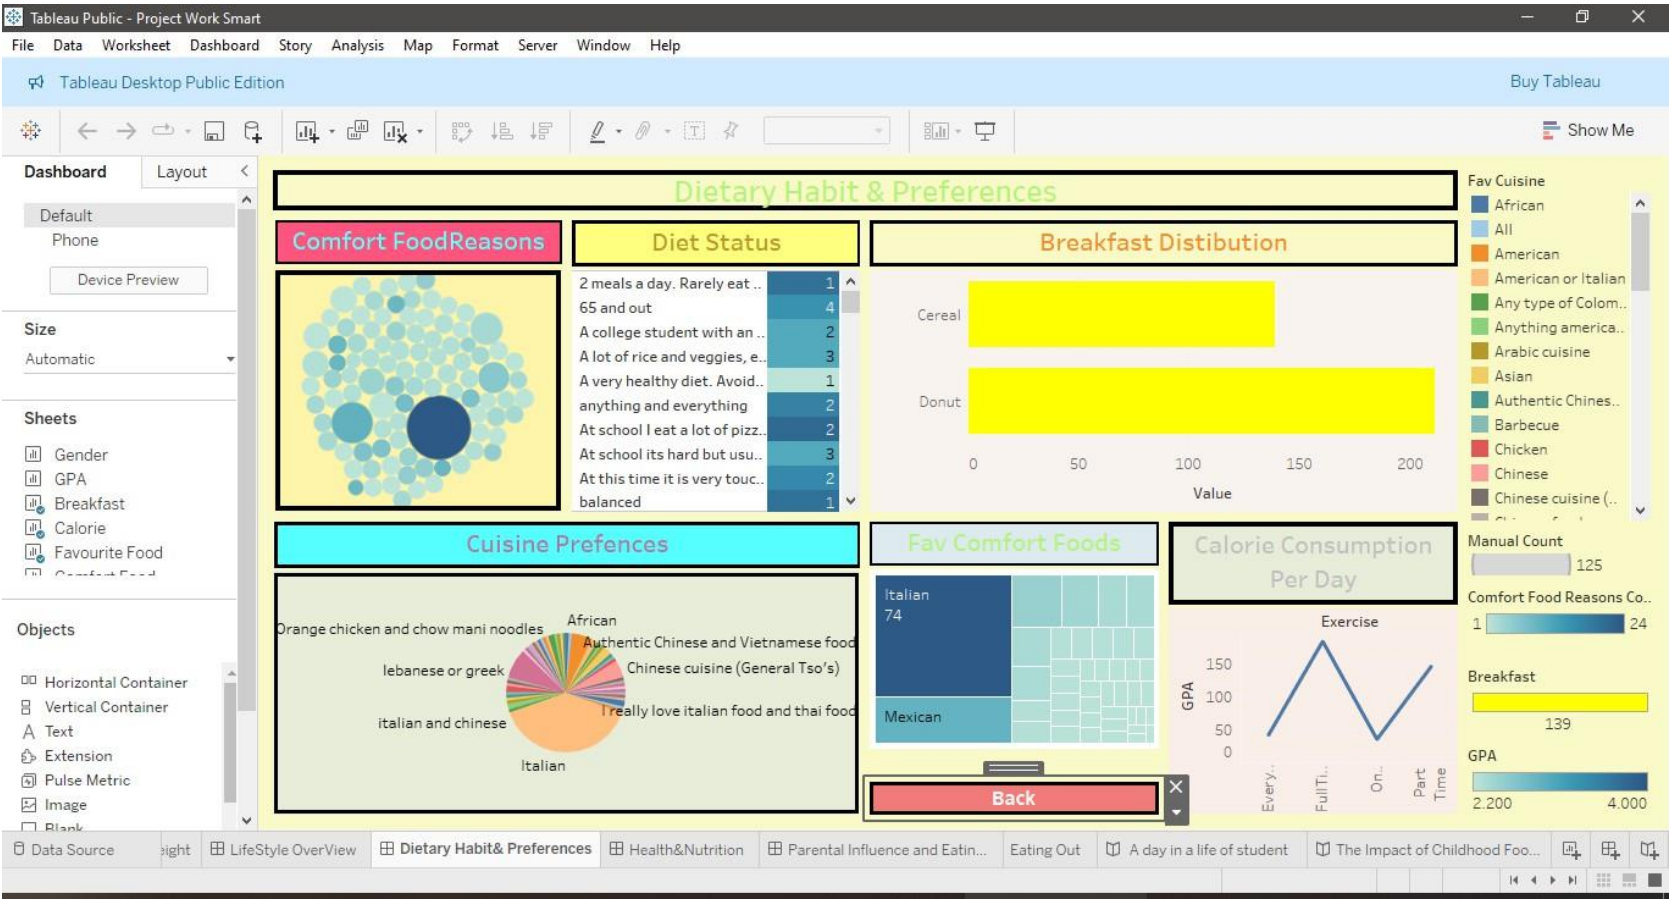 Tableau Public - Project Work Smart
File Data Worksheet Dashboard Story Analysis Map Format Server Window Help
Tableau Desktop Public Edition
Buy Tableau
Show Me
Dashboard Layout
Default
Phone
Device Preview
Size
Automatic
Sheets
Gender
GPA
Breakfast
Calorie
Favourite Food
Comfort Food
Objects
Horizontal Container
Vertical Container
Text
Extension
Pulse Metric
Image
Blank
Dietary Habit & Preferences
Comfort FoodReasons
Diet Status
2 meals a day. Rarely eat .. 1
65 and out 4
A college student with an .. 2
A lot of rice and veggies, e.. 3
A very healthy diet. Avoid.. 1
anything and everything 2
At school I eat a lot of pizz.. 2
At school its hard but usu.. 3
At this time it is very touc.. 2
balanced 1
Breakfast Distibution
Cereal
Donut
0 50 100 150 200
Value
Cuisine Prefences
African
Orange chicken and chow mani noodles
Authentic Chinese and Vietnamese food
lebanese or greek
Chinese cuisine (General Tso's)
I really love italian food and thai food
italian and chinese
Italian
Fav Comfort Foods
Italian
74
Mexican
Back
Calorie Consumption
Per Day
Exercise
150
100
50
0
GPA
Every..
FullTi..
On..
Part
Time
Fav Cuisine
African
All
American
American or Italian
Any type of Colom..
Anything america..
Arabic cuisine
Asian
Authentic Chines..
Barbecue
Chicken
Chinese
Chinese cuisine (..
Manual Count
125
Comfort Food Reasons Co..
1 24
Breakfast
139
GPA
2.200 4.000
Data Source eight LifeStyle OverView Dietary Habit& Preferences Health&Nutrition Parental Influence and Eatin... Eating Out A day in a life of student The Impact of Childhood Foo...